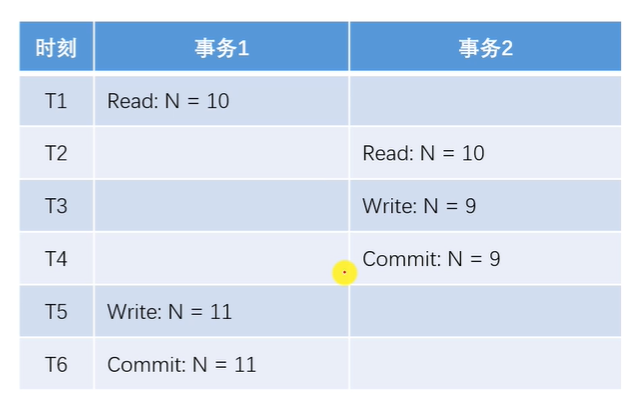 时刻 事务1 事务2
T1 Read: N = 10
T2 Read: N = 10
T3 Write: N = 9
T4 Commit: N = 9
T5 Write: N = 11
T6 Commit: N = 11